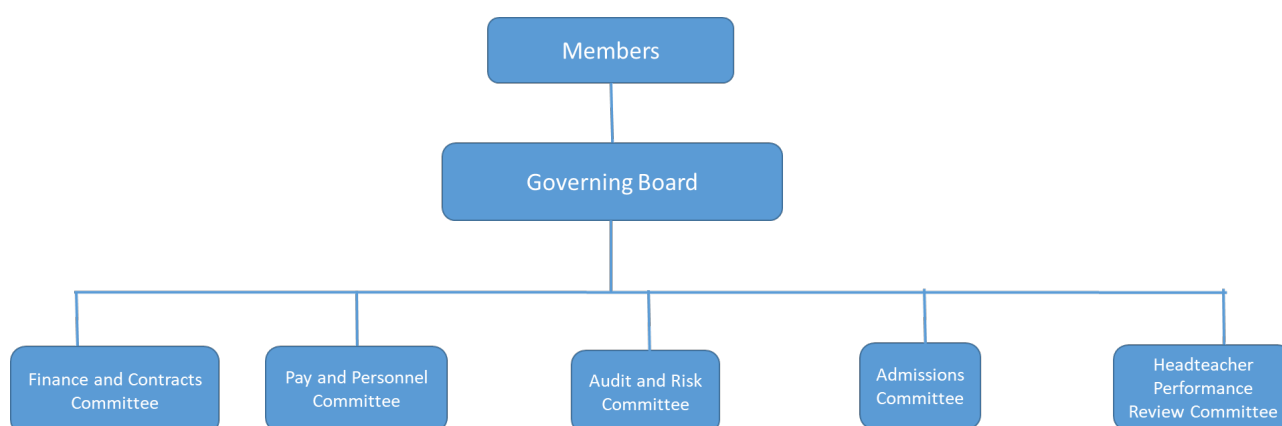 Members
Governing Board
Finance and Contracts
Committee
Pay and Personnel
Committee
Audit and Risk
Committee
Admissions
Committee
Headteacher
Performance
Review Committee